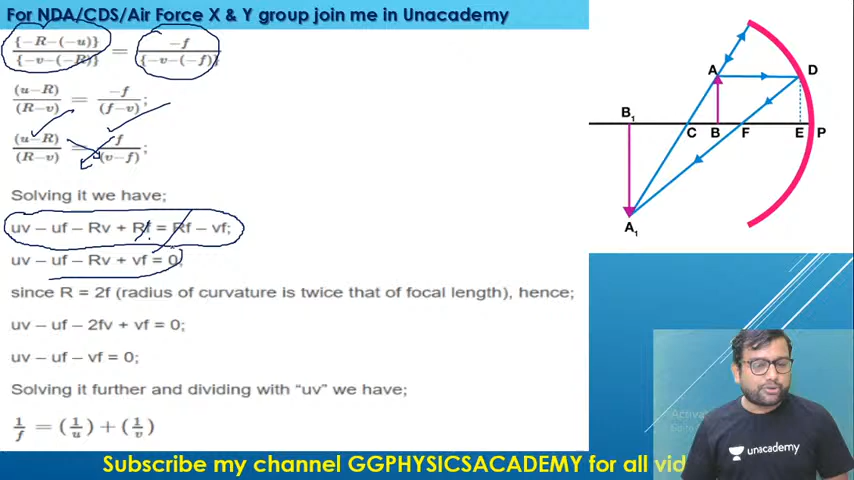 For NDA/CDS/Air Force X & Y group join me in Unacademy
{−R−(−u)}/{−v−(−R)} = −f/{−v−(−f)}
(u−R)/(R−v) = −f/(f−v);
(u−R)/(R−v) = f/(v−f);
Solving it we have;
uv − uf − Rv + Rf = Rf − vf;
uv − uf − Rv + vf = 0;
since R = 2f (radius of curvature is twice that of focal length), hence;
uv − uf − 2fv + vf = 0;
uv − uf − vf = 0;
Solving it further and dividing with “uv” we have;
1/f = (1/u) + (1/v)
A
D
B1
C
B
F
E
P
A1
unacademy
Subscribe my channel GGPHYSICSACADEMY for all vid